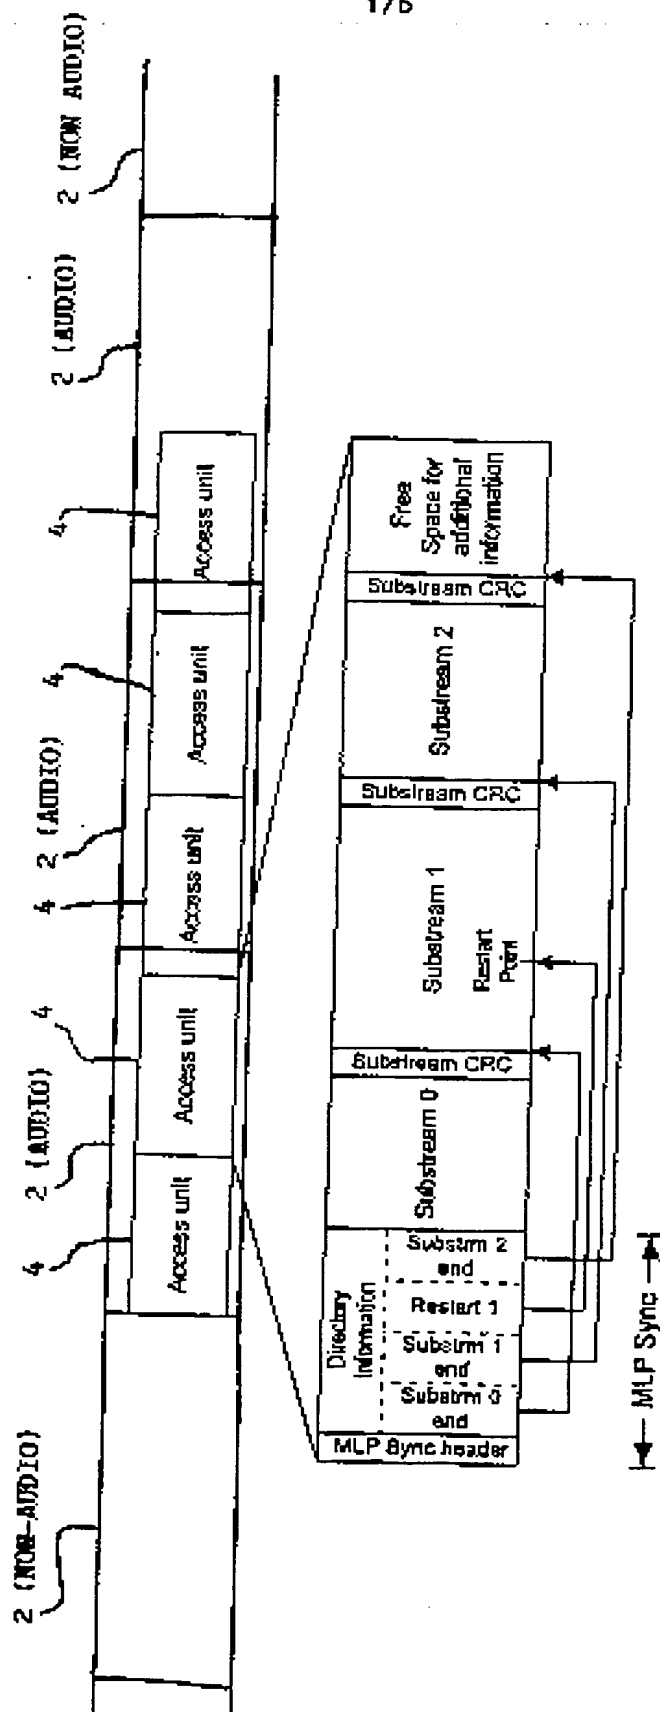 1/6
2 (NON-AUDIO)
4
2 (AUDIO)
4
4
2 (AUDIO)
4
4
2 (AUDIO)
2 (NON AUDIO)
Access unit
Access unit
Access unit
Access unit
Access unit
MLP Sync header
Directory
Information
Substrm 0
end
Substrm 1
end
Restart 1
Substrm 2
end
Substream 0
Substream CRC
Substream 1
Restart
Point
Substream CRC
Substream 2
Substream CRC
Free
Space for
additional
information
MLP Sync